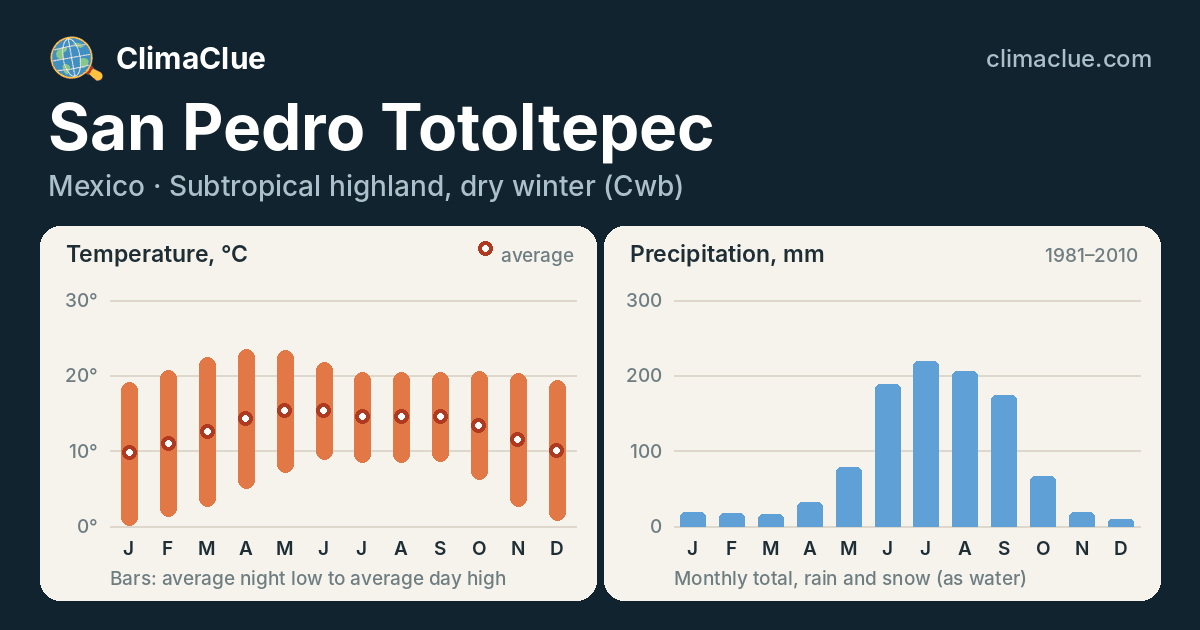 ClimaClue
climaclue.com
San Pedro Totoltepec
Mexico · Subtropical highland, dry winter (Cwb)
Temperature, °C
average
30°
20°
10°
0°
J F M A M J J A S O N D
Bars: average night low to average day high
Precipitation, mm
1981–2010
300
200
100
0
J F M A M J J A S O N D
Monthly total, rain and snow (as water)